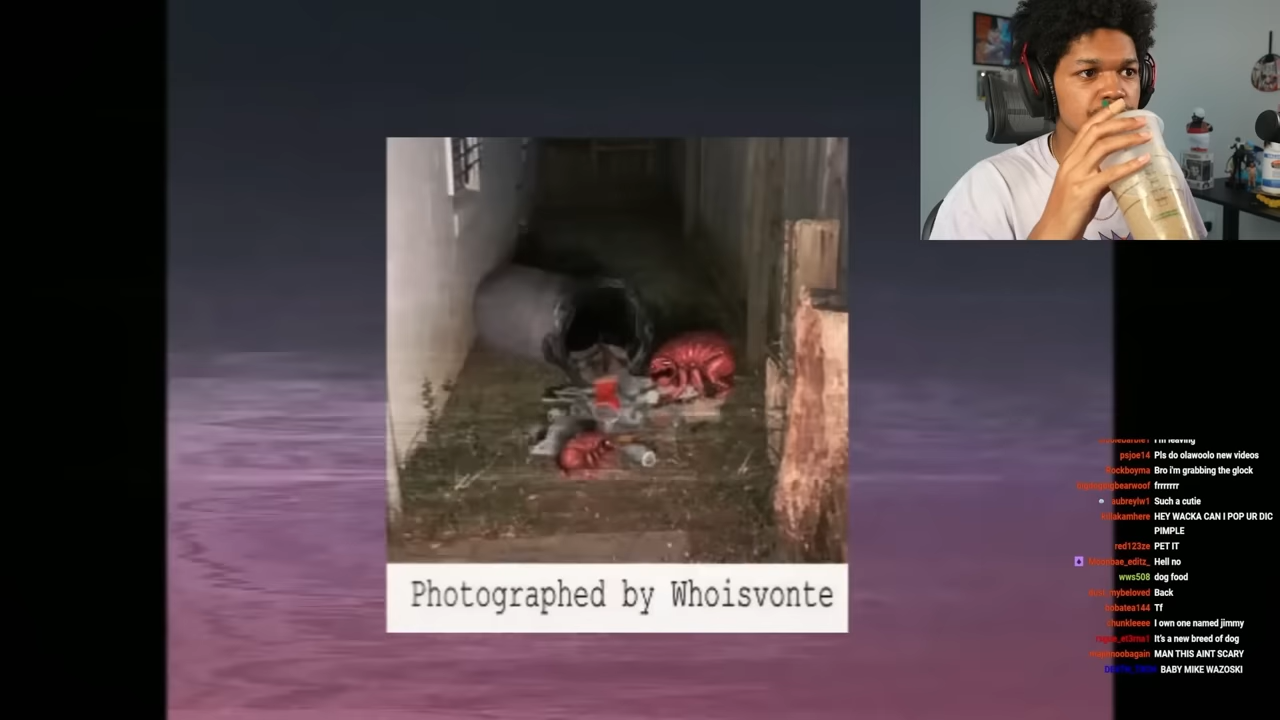 Photographed by Whoisvonte
I'm leaving
psjoe14 Pls do olawoolo new videos
Bro i'm grabbing the glock
frrrrrrr
aubreylw1 Such a cutie
HEY WACKA CAN I POP UR DIC
PIMPLE
red123ze PET IT
Hell no
wws508 dog food
Back
Tf
I own one named jimmy
It's a new breed of dog
MAN THIS AINT SCARY
BABY MIKE WAZOSKI